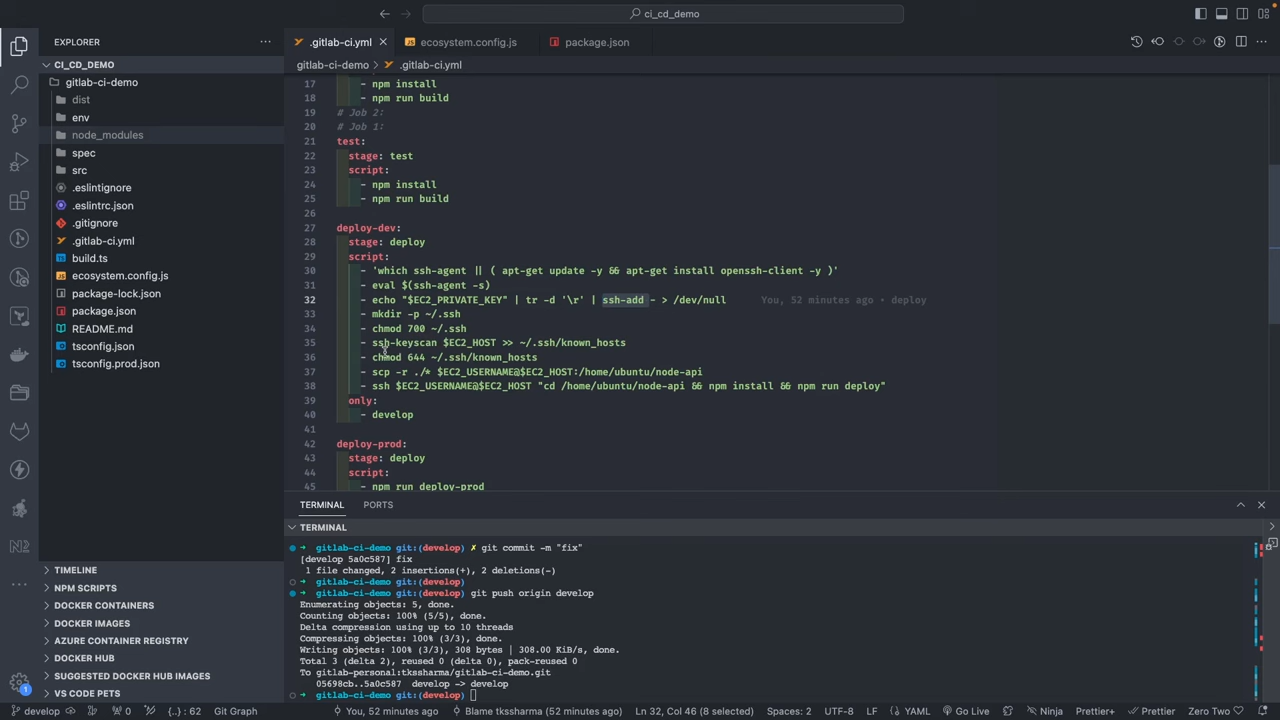 ci_cd_demo
EXPLORER
CI_CD_DEMO
gitlab-ci-demo
dist
env
node_modules
spec
src
.eslintignore
.eslintrc.json
.gitignore
.gitlab-ci.yml
build.ts
ecosystem.config.js
package-lock.json
package.json
README.md
tsconfig.json
tsconfig.prod.json
TIMELINE
NPM SCRIPTS
DOCKER CONTAINERS
DOCKER IMAGES
AZURE CONTAINER REGISTRY
DOCKER HUB
SUGGESTED DOCKER HUB IMAGES
VS CODE PETS
.gitlab-ci.yml
ecosystem.config.js
package.json
gitlab-ci-demo > .gitlab-ci.yml
17 - npm install
18 - npm run build
19 # Job 2:
20 # Job 1:
21 test:
22 stage: test
23 script:
24 - npm install
25 - npm run build
26
27 deploy-dev:
28 stage: deploy
29 script:
30 - 'which ssh-agent || ( apt-get update -y && apt-get install openssh-client -y )'
31 - eval $(ssh-agent -s)
32 - echo "$EC2_PRIVATE_KEY" | tr -d '\r' | ssh-add - > /dev/null You, 52 minutes ago • deploy
33 - mkdir -p ~/.ssh
34 - chmod 700 ~/.ssh
35 - ssh-keyscan $EC2_HOST >> ~/.ssh/known_hosts
36 - chmod 644 ~/.ssh/known_hosts
37 - scp -r ./* $EC2_USERNAME@$EC2_HOST:/home/ubuntu/node-api
38 - ssh $EC2_USERNAME@$EC2_HOST "cd /home/ubuntu/node-api && npm install && npm run deploy"
39 only:
40 - develop
41
42 deploy-prod:
43 stage: deploy
44 script:
45 - npm run deploy-prod
TERMINAL PORTS
TERMINAL
➜ gitlab-ci-demo git:(develop) ✗ git commit -m "fix"
[develop 5a0c587] fix
1 file changed, 2 insertions(+), 2 deletions(-)
➜ gitlab-ci-demo git:(develop)
➜ gitlab-ci-demo git:(develop) git push origin develop
Enumerating objects: 5, done.
Counting objects: 100% (5/5), done.
Delta compression using up to 10 threads
Compressing objects: 100% (3/3), done.
Writing objects: 100% (3/3), 308 bytes | 308.00 KiB/s, done.
Total 3 (delta 2), reused 0 (delta 0), pack-reused 0
To gitlab-personal:tkssharma/gitlab-ci-demo.git
05698cb..5a0c587 develop -> develop
➜ gitlab-ci-demo git:(develop)
1
develop 0 {..} : 62 Git Graph You, 52 minutes ago Blame tkssharma (52 minutes ago) Ln 32, Col 46 (8 selected) Spaces: 2 UTF-8 LF YAML Go Live Ninja Prettier+ Prettier Zero Two